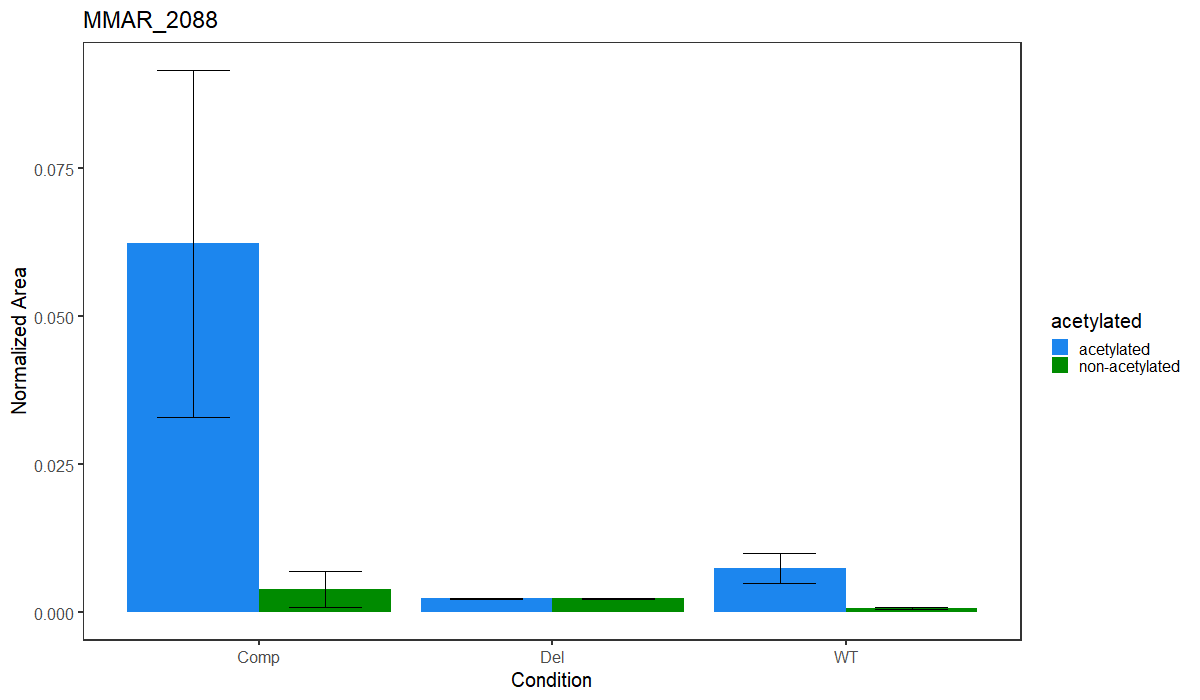 MMAR_2088
Normalized Area
0.075
0.050
0.025
0.000
Comp
Del
WT
Condition
acetylated
acetylated
non-acetylated